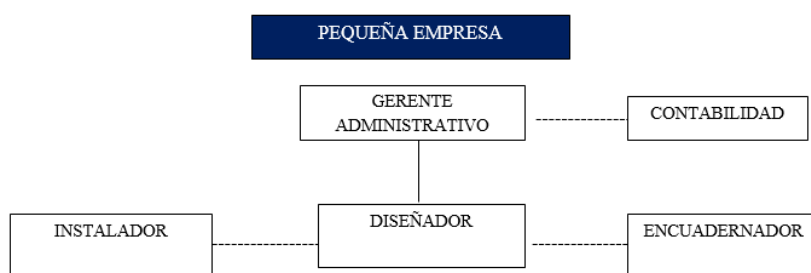 PEQUEÑA EMPRESA
GERENTE
ADMINISTRATIVO
CONTABILIDAD
INSTALADOR
DISEÑADOR
ENCUADERNADOR